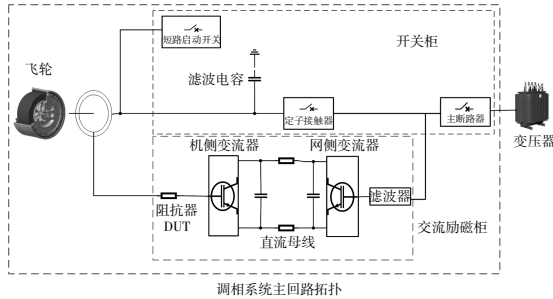 短路启动开关
开关柜
飞轮
滤波电容
定子接触器
主断路器
变压器
机侧变流器
网侧变流器
滤波器
阻抗器
DUT
直流母线
交流励磁柜
调相系统主回路拓扑